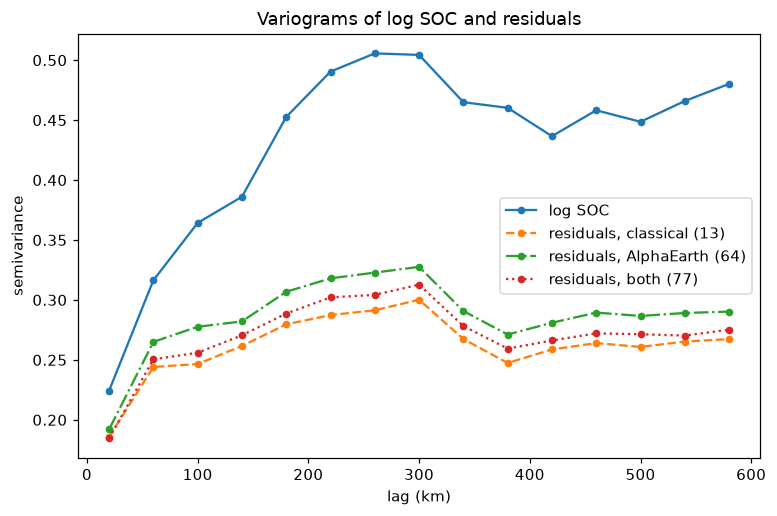 Variograms of log SOC and residuals
0.50
0.45
0.40
0.35
0.30
0.25
0.20
semivariance
log SOC
residuals, classical (13)
residuals, AlphaEarth (64)
residuals, both (77)
0 100 200 300 400 500 600
lag (km)